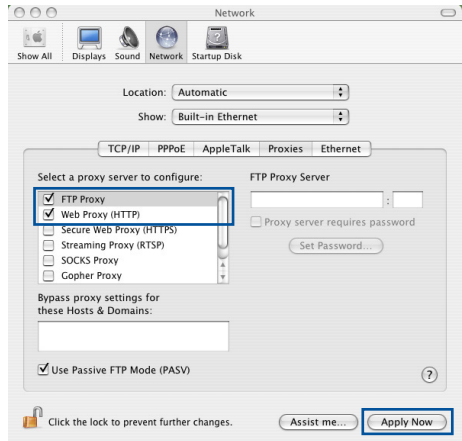 Network
Show All Displays Sound Network Startup Disk
Location: Automatic
Show: Built-in Ethernet
TCP/IP PPPoE AppleTalk Proxies Ethernet
Select a proxy server to configure: FTP Proxy Server
FTP Proxy
:
Web Proxy (HTTP)
Proxy server requires password
Secure Web Proxy (HTTPS)
Streaming Proxy (RTSP) Set Password...
SOCKS Proxy
Gopher Proxy
Bypass proxy settings for
these Hosts & Domains:
Use Passive FTP Mode (PASV) ?
Click the lock to prevent further changes. Assist me... Apply Now